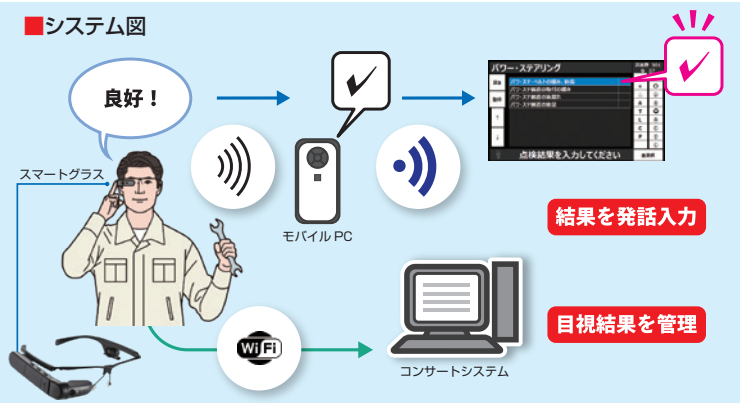 ■システム図
良好！
パワー・ステアリング
点検結果を入力してください
スマートグラス
モバイル PC
結果を発話入力
目視結果を管理
Wi Fi
コンサートシステム